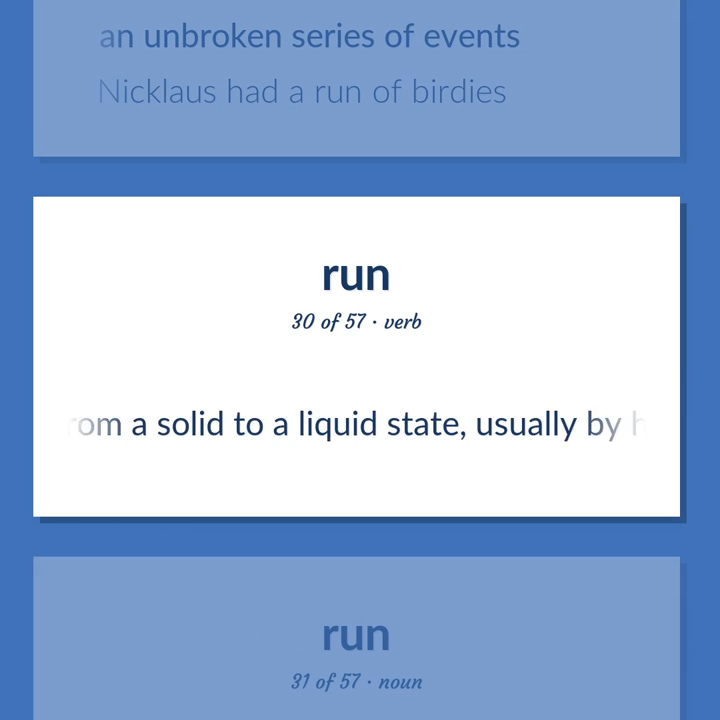 an unbroken series of events
Nicklaus had a run of birdies
run
30 of 57 · verb
a solid to a liquid state, usually by
run
31 of 57 · noun